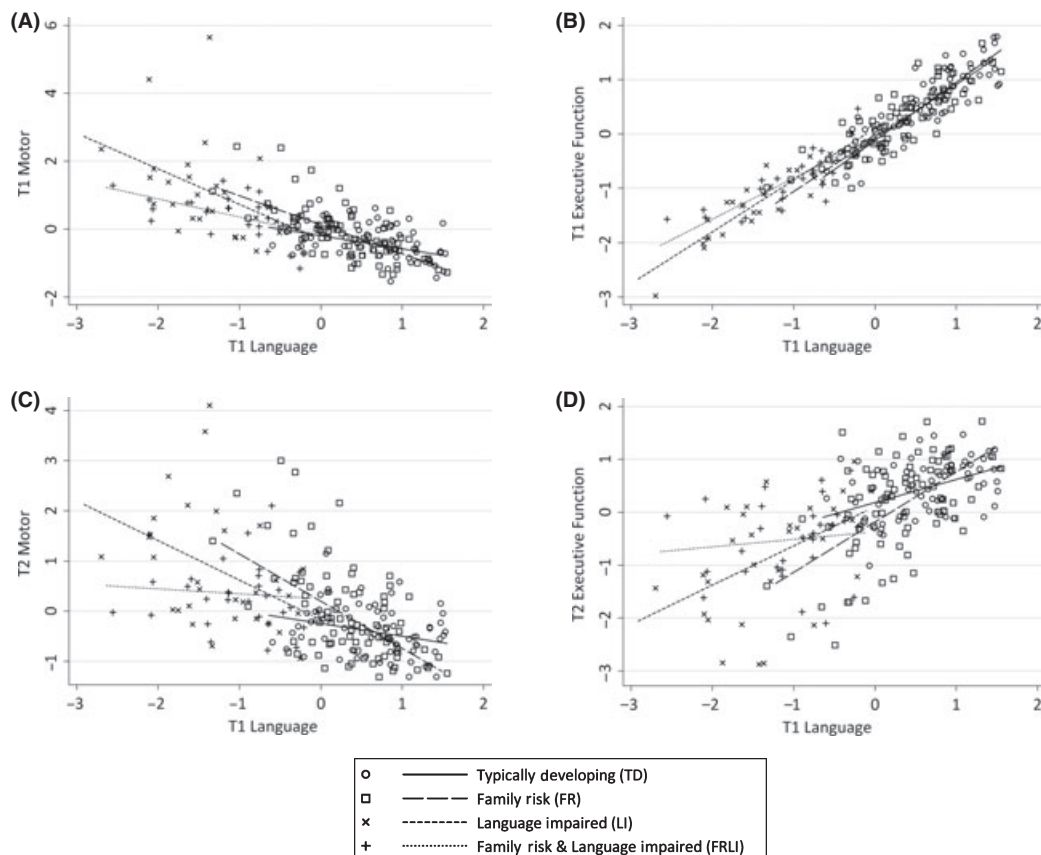 (A)
T1 Motor
6
4
2
0
−2
−3 −2 −1 0 1 2
T1 Language
(B)
T1 Executive Function
2
1
0
−1
−2
−3
−3 −2 −1 0 1 2
T1 Language
(C)
T2 Motor
4
3
2
1
0
−1
−3 −2 −1 0 1 2
T1 Language
(D)
T2 Executive Function
2
1
0
−1
−2
−3
−3 −2 −1 0 1 2
T1 Language
Typically developing (TD)
Family risk (FR)
Language impaired (LI)
Family risk & Language impaired (FRLI)